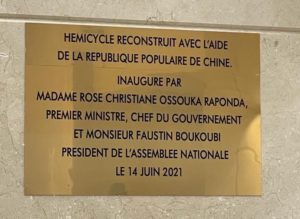 HEMICYCLE RECONSTRUIT AVEC L'AIDE
DE LA REPUBLIQUE POPULAIRE DE CHINE.
INAUGURE PAR
MADAME ROSE CHRISTIANE OSSOUKA RAPONDA,
PREMIER MINISTRE, CHEF DU GOUVERNEMENT
ET MONSIEUR FAUSTIN BOUKOUBI
PRESIDENT DE L'ASSEMBLEE NATIONALE
LE 14 JUIN 2021